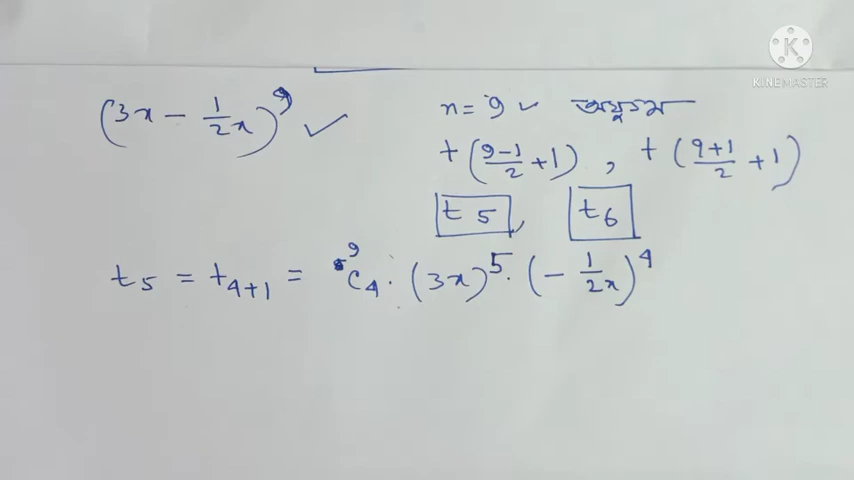 K
KINEMASTER
(3x − 1/2x)^9 ✓
n = 9 ✓ অযুগ্ম
t(9−1/2 + 1), t(9+1/2 + 1)
t5, t6
t5 = t4+1 = ⁹C4 · (3x)^5 · (− 1/2x)^4